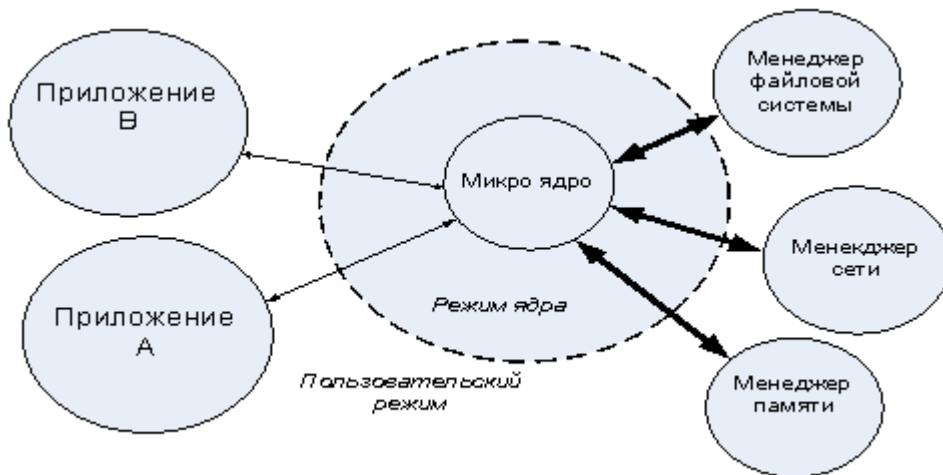 Приложение
В
Менеджер
файловой
системы
Микро ядро
Менекджер
сети
Приложение
А
Режим ядра
Пользовательский
режим
Менеджер
памяти